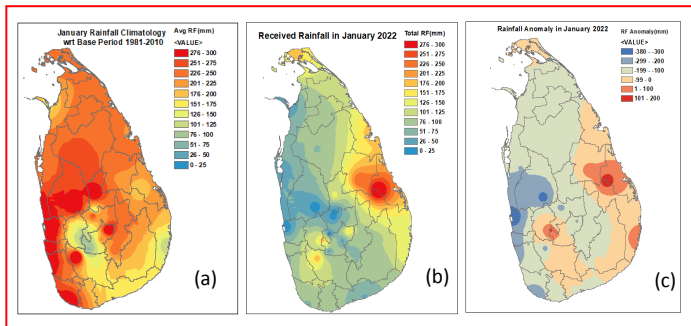 January Rainfall Climatology
wrt Base Period 1981-2010
Avg RF(mm)
<VALUE>
276 - 300
251 - 275
226 - 250
201 - 225
176 - 200
151 - 175
126 - 150
101 - 125
76 - 100
51 - 75
26 - 50
0 - 25
(a)
Received Rainfall in January 2022
Total RF(mm)
276 - 300
251 - 275
226 - 250
201 - 225
176 - 200
151 - 175
126 - 150
101 - 125
76 - 100
51 - 75
26 - 50
0 - 25
(b)
Rainfall Anomaly in January 2022
RF Anomaly(mm)
<VALUE>
-380 - -300
-299 - -200
-199 - -100
-99 - 0
1 - 100
101 - 200
(c)